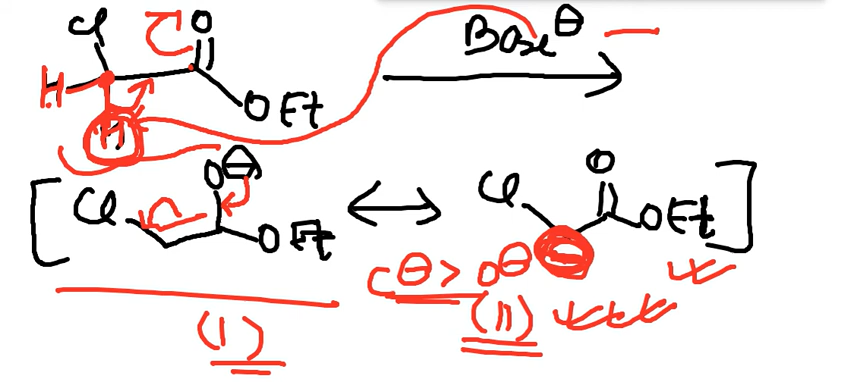 Cl O Base⊖
H OEt
H
O⊖ O
Cl OEt Cl OEt
C⊖ > O⊖
(I) (II)